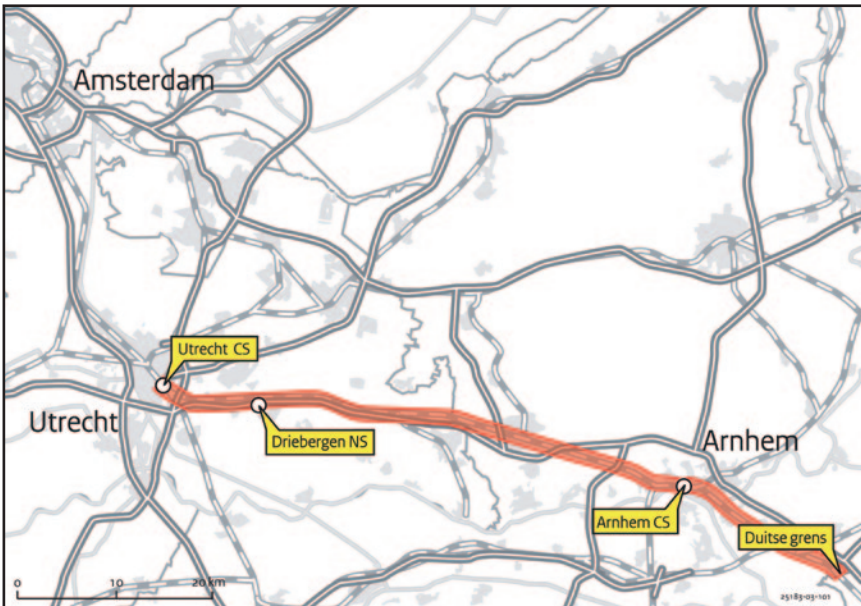 Amsterdam
Utrecht CS
Utrecht
Driebergen NS
Arnhem
Arnhem CS
Duitse grens
0 10 20 km
25183-03-101